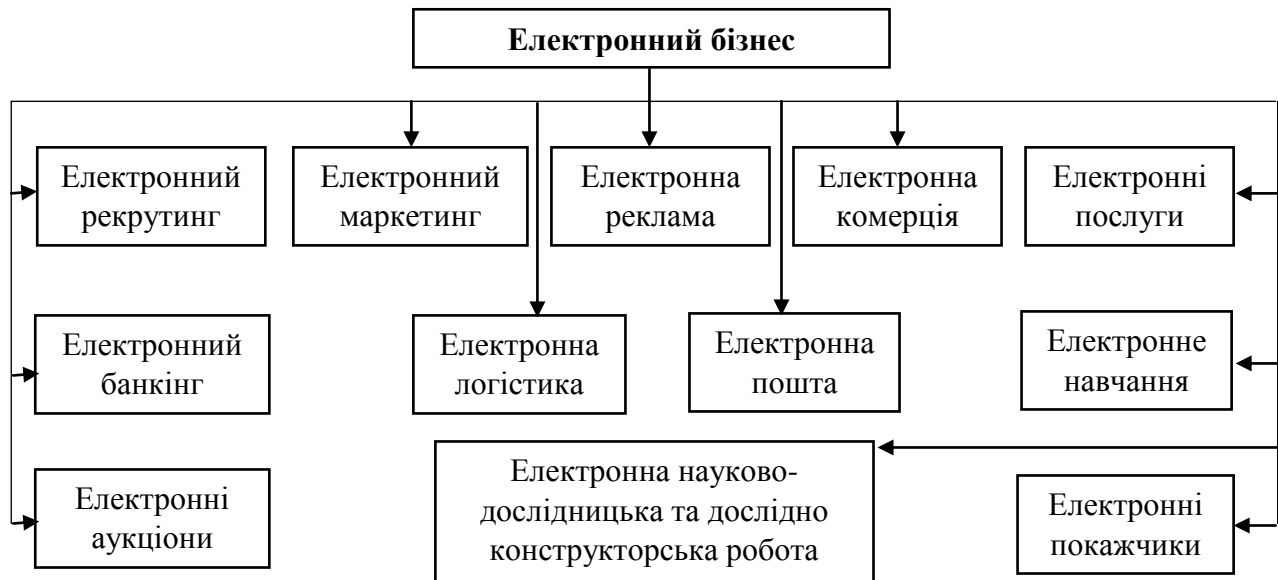 Електронний бізнес
Електронний
рекрутинг
Електронний
маркетинг
Електронна
реклама
Електронна
комерція
Електронні
послуги
Електронний
банкінг
Електронна
логістика
Електронна
пошта
Електронне
навчання
Електронні
аукціони
Електронна науково-
дослідницька та дослідно
конструкторська робота
Електронні
покажчики